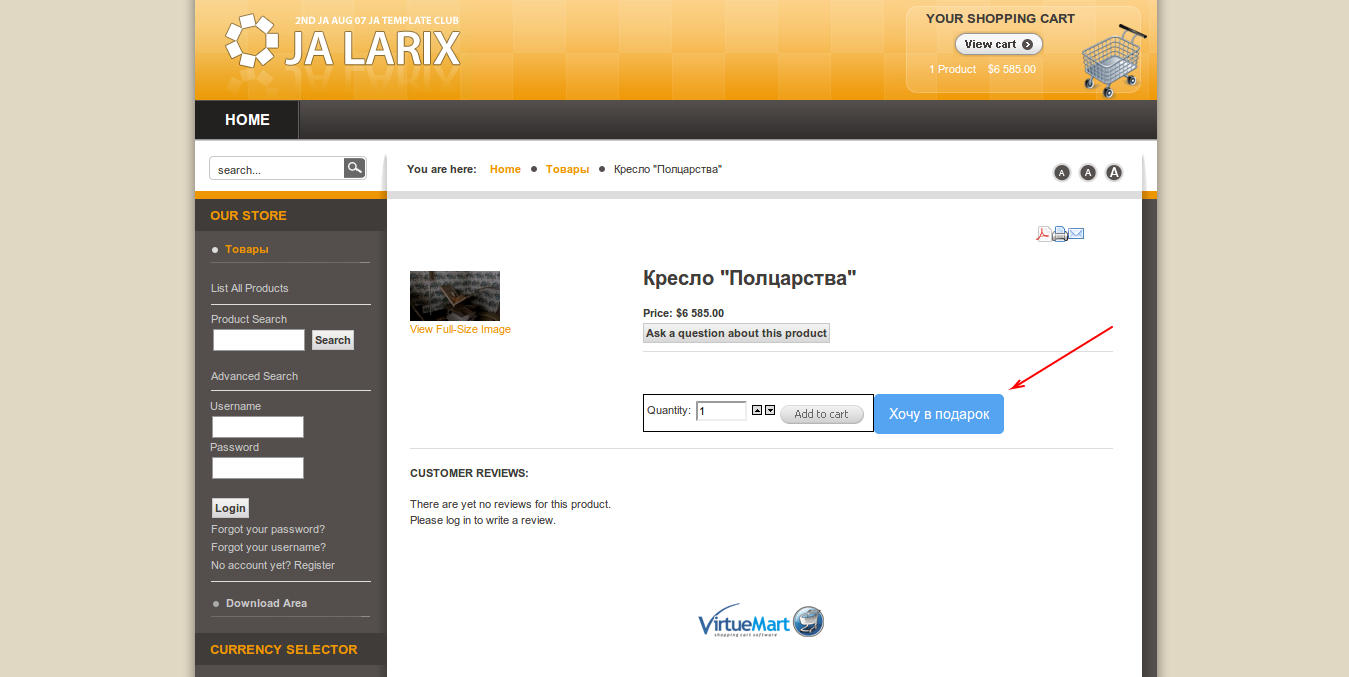 2ND JA AUG 07 JA TEMPLATE CLUB
JA LARIX
YOUR SHOPPING CART
View cart
1 Product $6 585.00
HOME
search...
You are here: Home Товары Кресло "Полцарства"
A A A
OUR STORE
Товары
List All Products
Product Search
Search
Advanced Search
Username
Password
Login
Forgot your password?
Forgot your username?
No account yet? Register
Download Area
CURRENCY SELECTOR
View Full-Size Image
Кресло "Полцарства"
Price: $6 585.00
Ask a question about this product
Quantity: 1 Add to cart Хочу в подарок
CUSTOMER REVIEWS:
There are yet no reviews for this product.
Please log in to write a review.
VirtueMart
shopping cart software